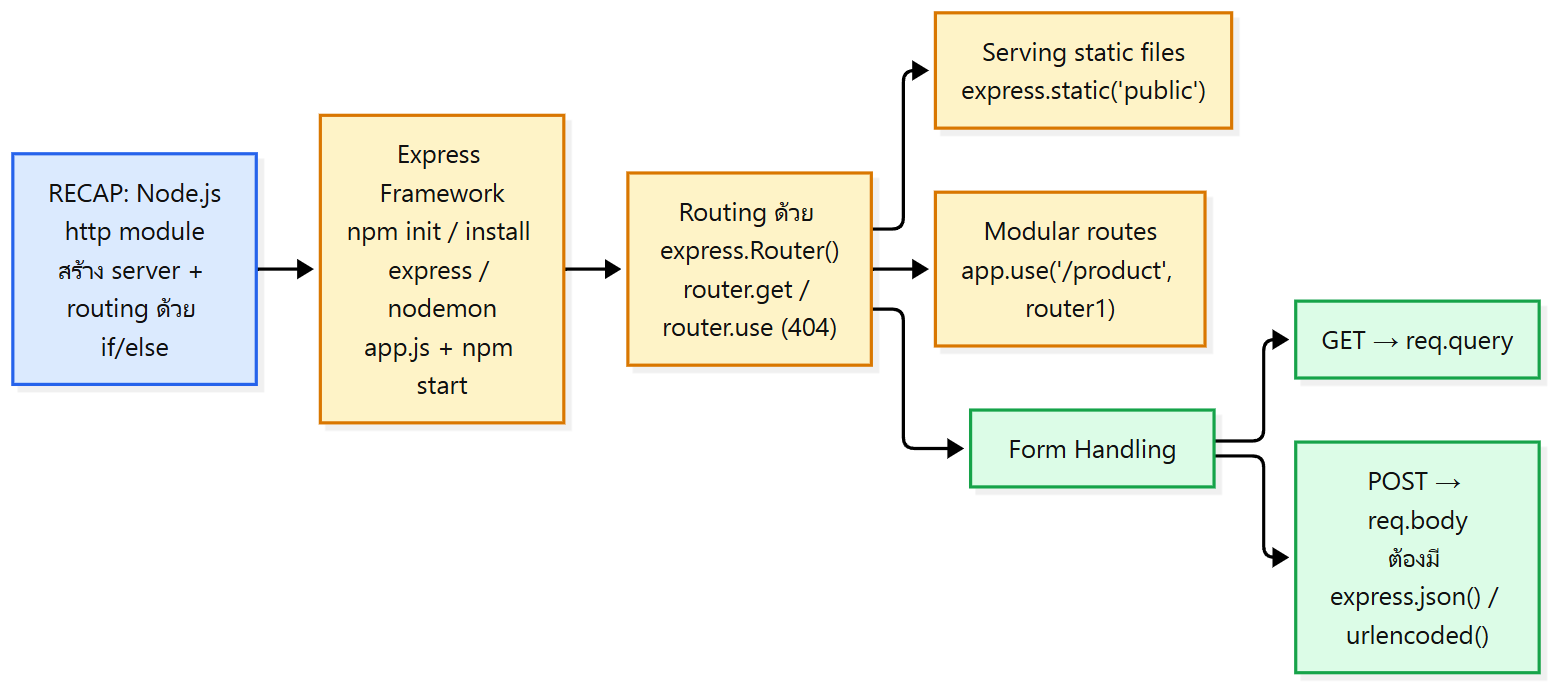 RECAP: Node.js
http module
สร้าง server +
routing ด้วย
if/else
Express
Framework
npm init / install
express /
nodemon
app.js + npm
start
Routing ด้วย
express.Router()
router.get /
router.use (404)
Serving static files
express.static('public')
Modular routes
app.use('/product',
router1)
Form Handling
GET → req.query
POST →
req.body
ต้องมี
express.json() /
urlencoded()